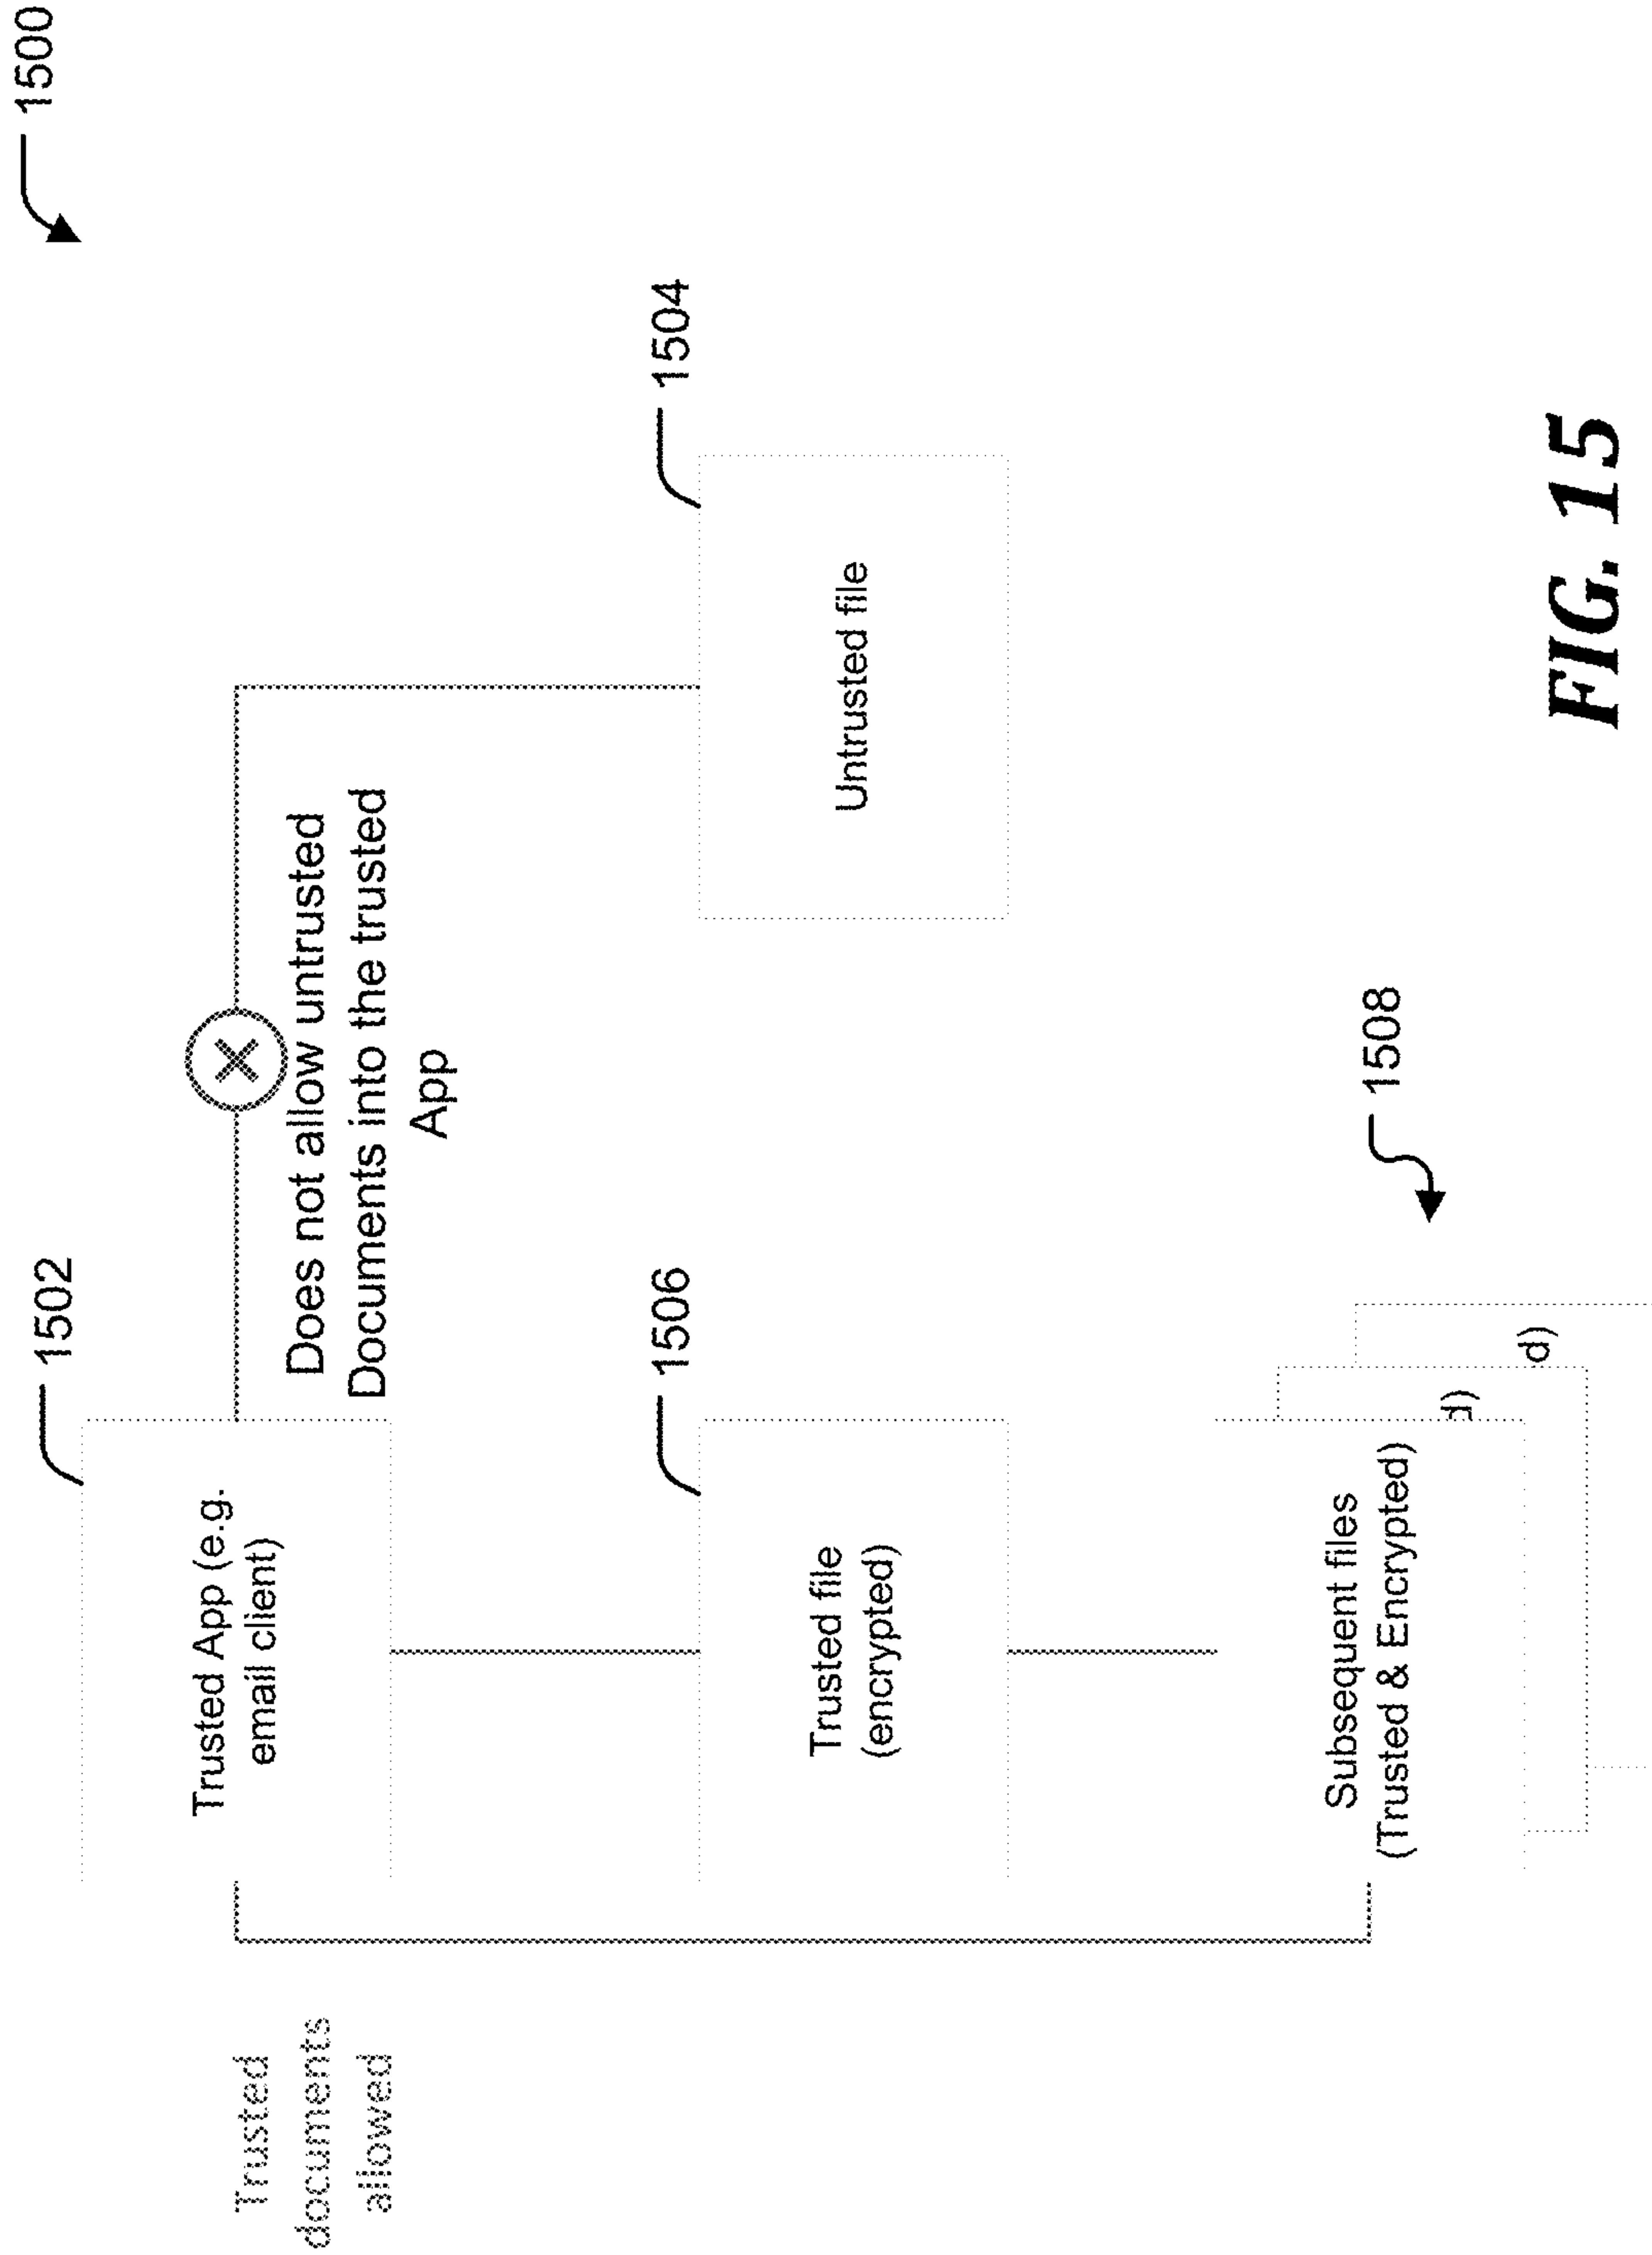 1500
1502
Trusted App (e.g.
email client)
Trusted
documents
allowed
Does not allow untrusted
Documents into the trusted
App
1504
Untrusted file
1506
Trusted file
(encrypted)
1508
Subsequent files
(Trusted & Encrypted)
d)
d)
FIG. 15